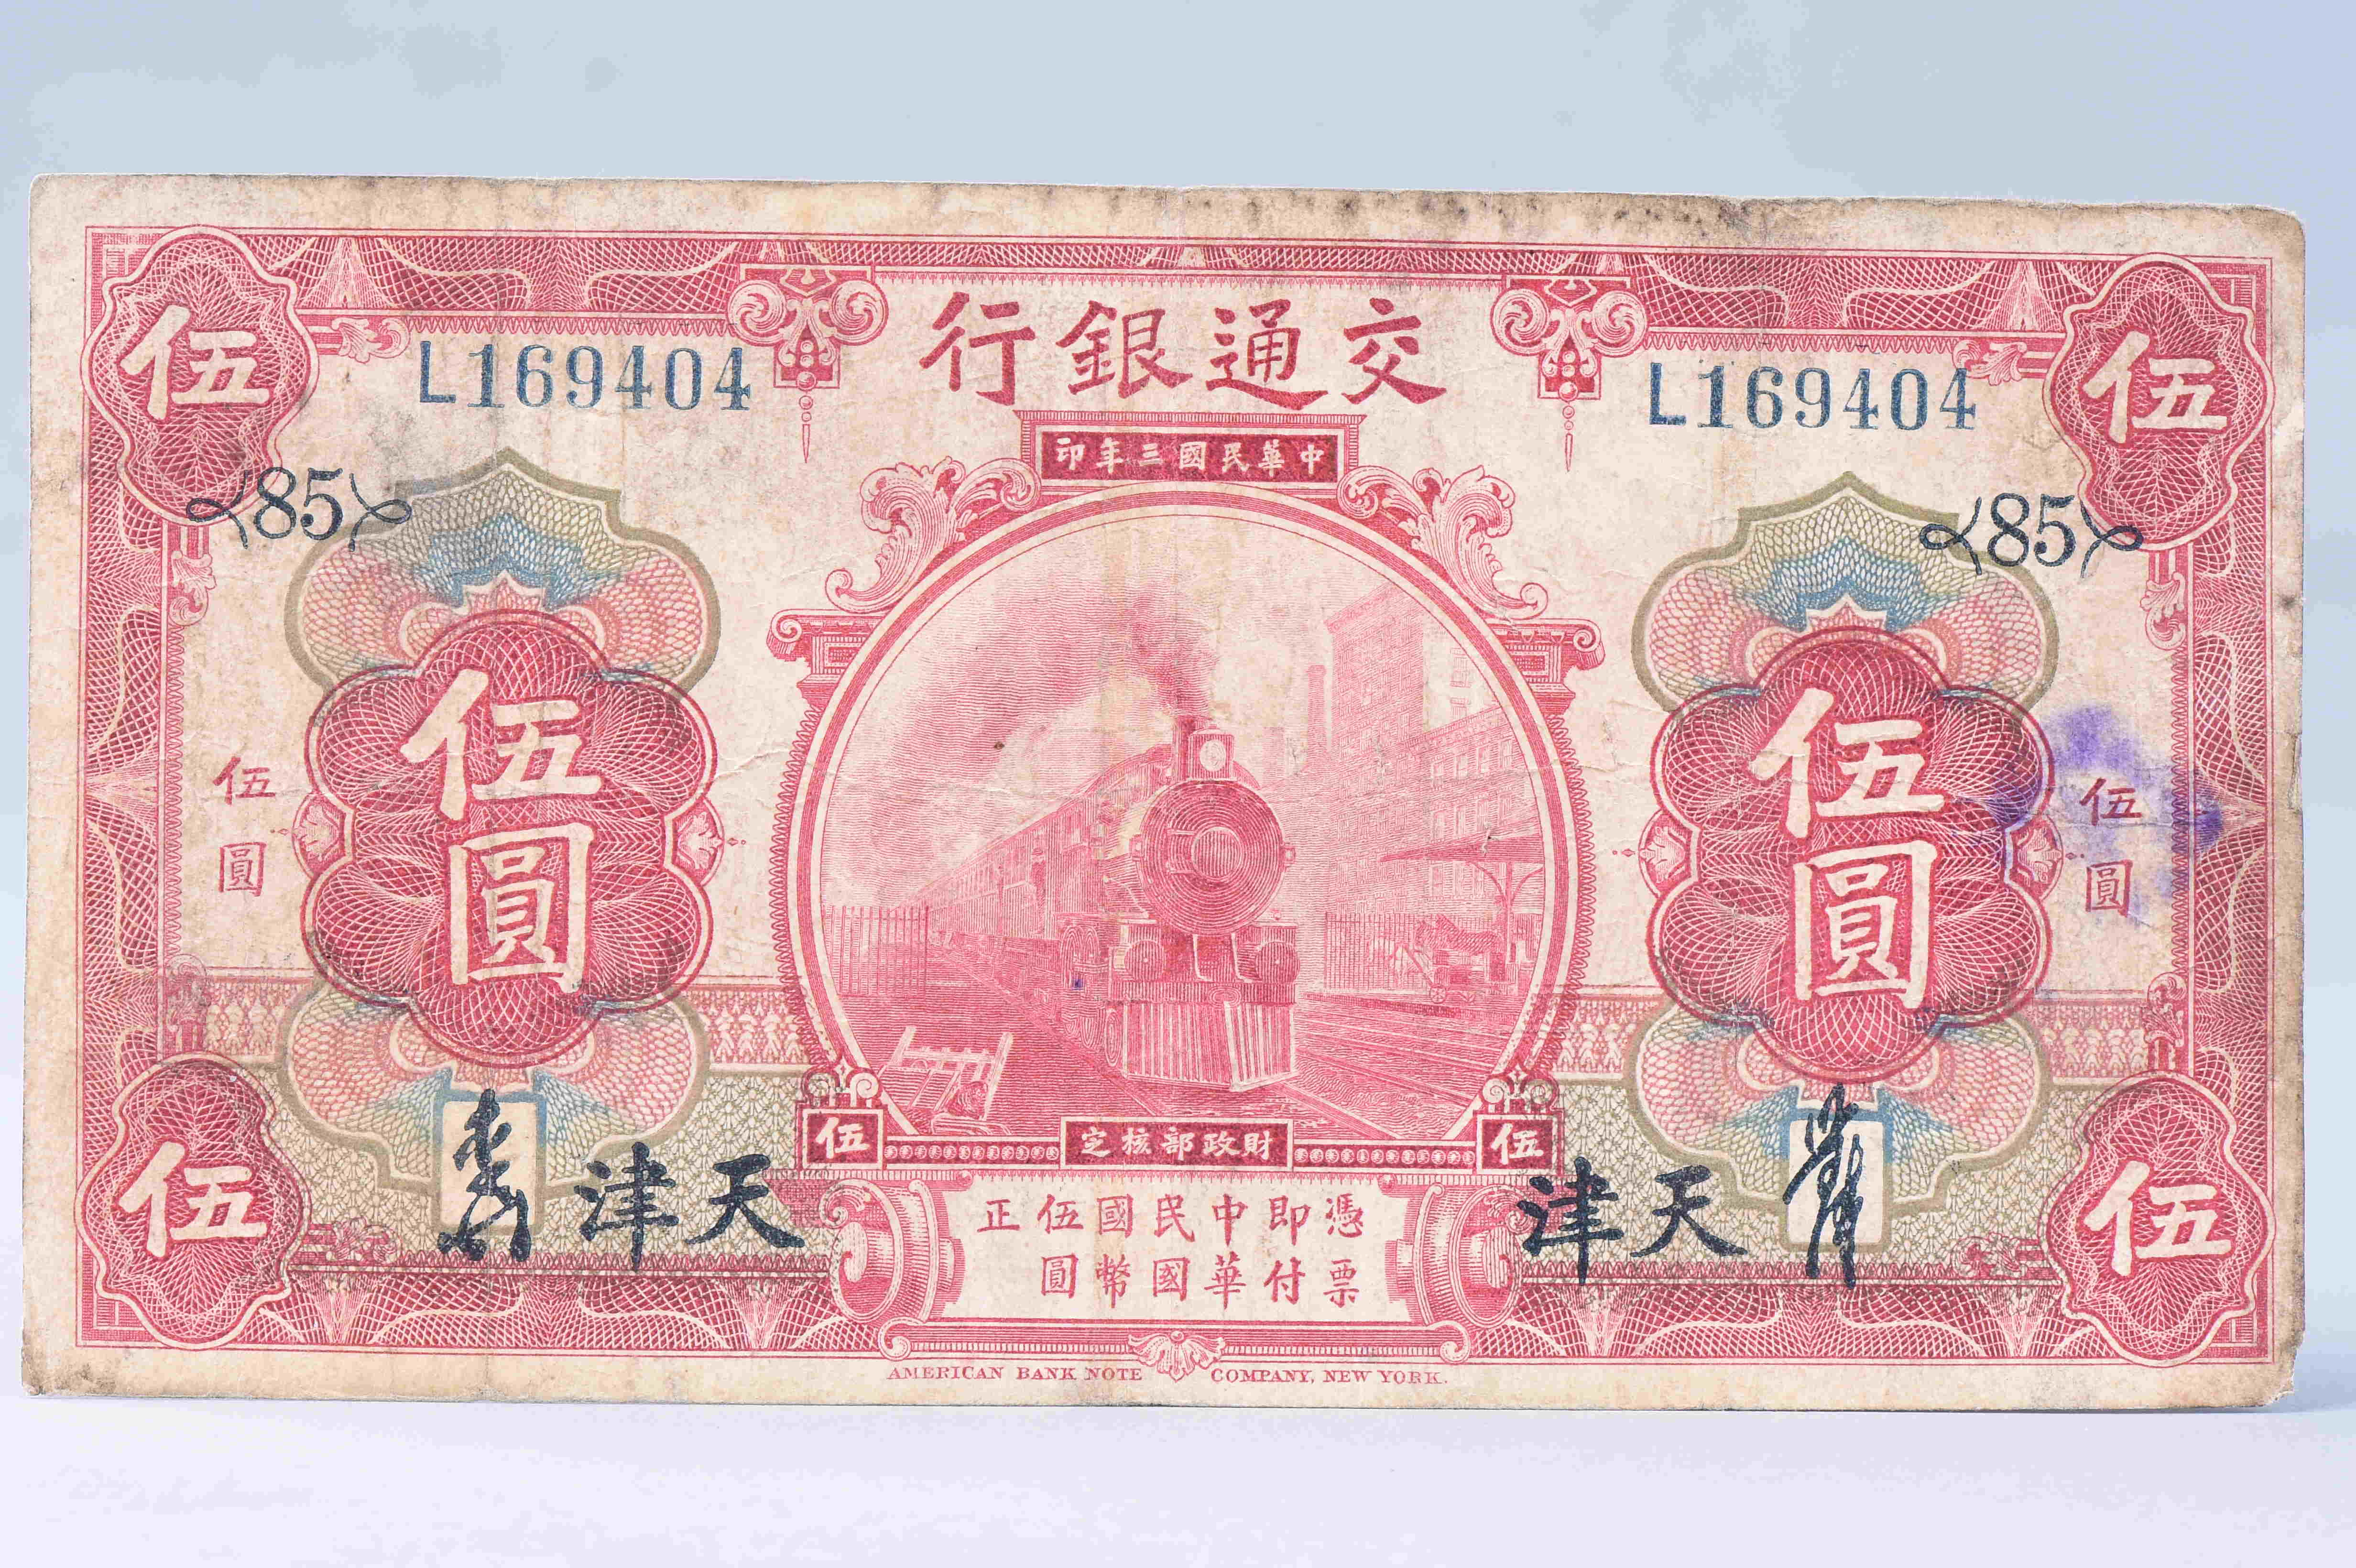 交通銀行
中華民國三年印
伍
伍
L169404
L169404
85
85
伍圓
伍圓
伍圓
伍圓
伍
伍
財政部核定
天津
天津
伍
伍
憑票即付中華民國國幣伍圓正
AMERICAN BANK NOTE COMPANY, NEW YORK.